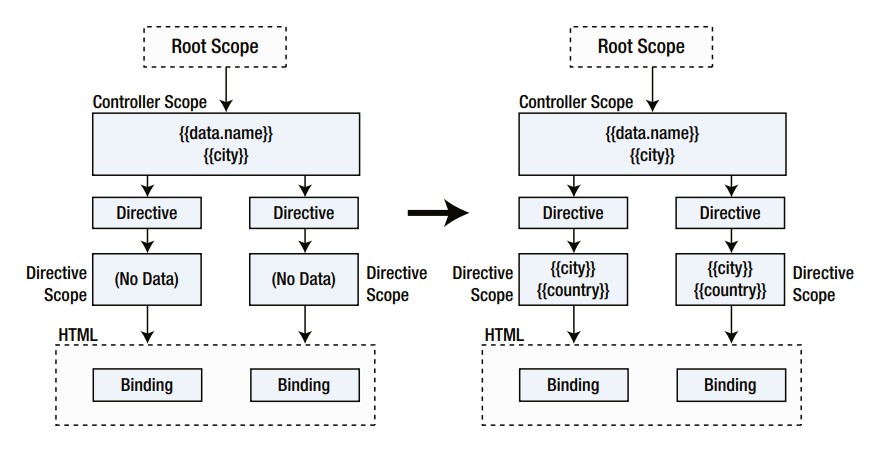 Root Scope
Controller Scope
{{data.name}}
{{city}}
Directive
Directive
Directive
Scope
(No Data)
(No Data)
Directive
Scope
HTML
Binding
Binding
Root Scope
Controller Scope
{{data.name}}
{{city}}
Directive
Directive
Directive
Scope
{{city}}
{{country}}
{{city}}
{{country}}
Directive
Scope
HTML
Binding
Binding